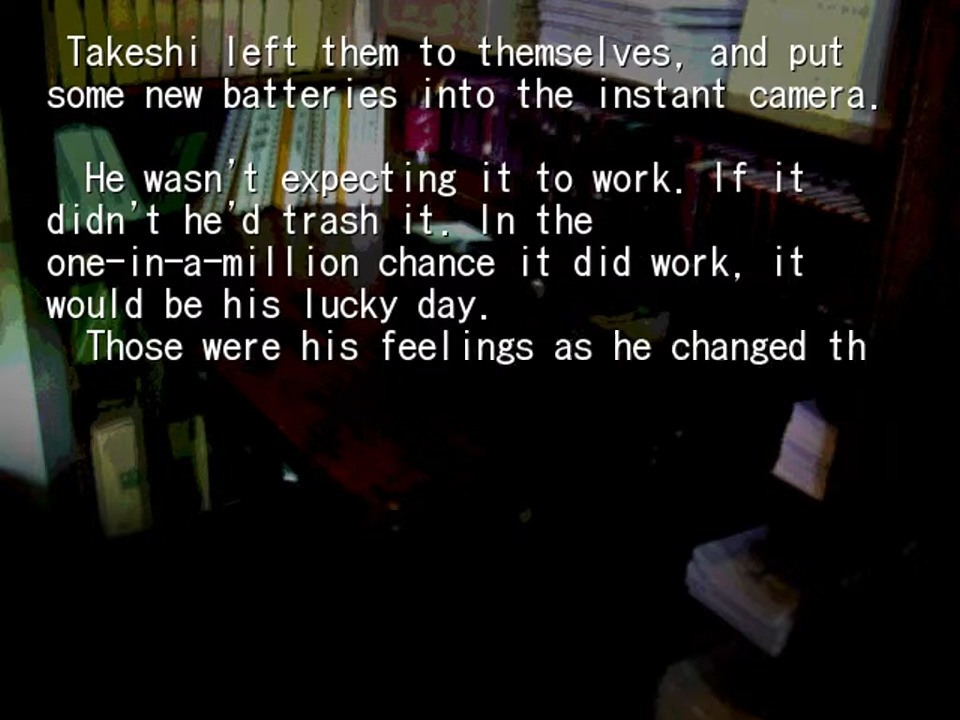 Takeshi left them to themselves, and put
some new batteries into the instant camera.
He wasn't expecting it to work. If it
didn't he'd trash it. In the
one-in-a-million chance it did work, it
would be his lucky day.
Those were his feelings as he changed th